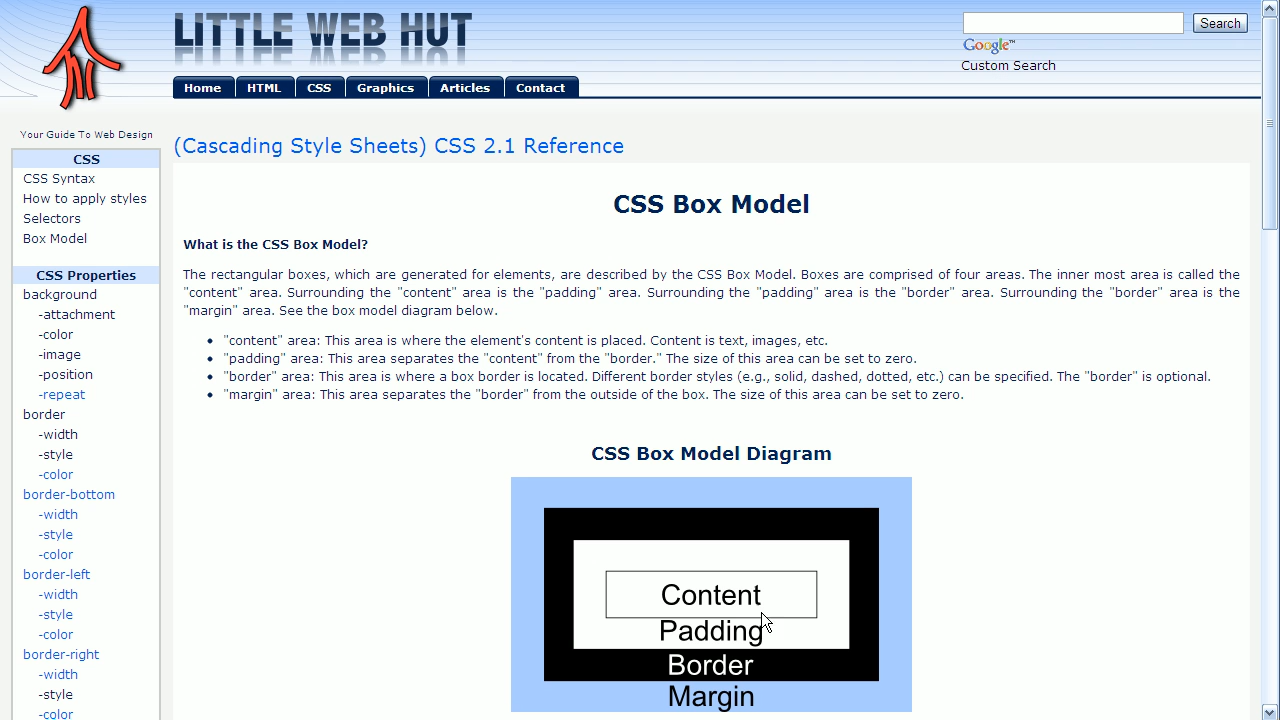 LITTLE WEB HUT
Search
Google™
Custom Search
Home HTML CSS Graphics Articles Contact
Your Guide To Web Design
CSS
CSS Syntax
How to apply styles
Selectors
Box Model
CSS Properties
background
-attachment
-color
-image
-position
-repeat
border
-width
-style
-color
border-bottom
-width
-style
-color
border-left
-width
-style
-color
border-right
-width
-style
-color
(Cascading Style Sheets) CSS 2.1 Reference
CSS Box Model
What is the CSS Box Model?
The rectangular boxes, which are generated for elements, are described by the CSS Box Model. Boxes are comprised of four areas. The inner most area is called the
"content" area. Surrounding the "content" area is the "padding" area. Surrounding the "padding" area is the "border" area. Surrounding the "border" area is the
"margin" area. See the box model diagram below.
• "content" area: This area is where the element's content is placed. Content is text, images, etc.
• "padding" area: This area separates the "content" from the "border." The size of this area can be set to zero.
• "border" area: This area is where a box border is located. Different border styles (e.g., solid, dashed, dotted, etc.) can be specified. The "border" is optional.
• "margin" area: This area separates the "border" from the outside of the box. The size of this area can be set to zero.
CSS Box Model Diagram
Content
Padding
Border
Margin